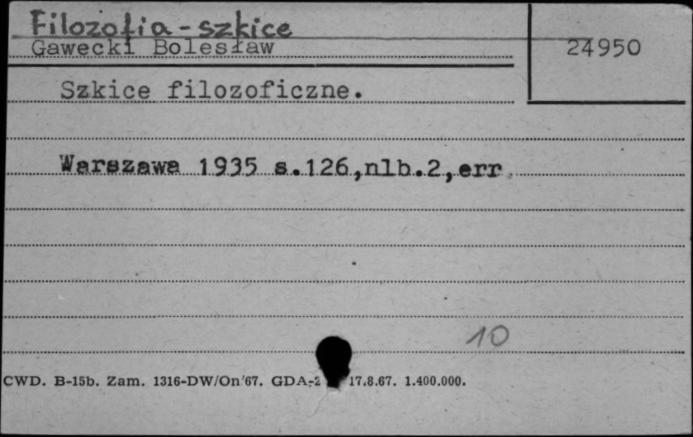 Filozofia - szkice
Gawecki Bolesław
24950
Szkice filozoficzne.
Warszawa 1935 s.126,nlb.2,err
10
CWD. B-15b. Zam. 1316-DW/On/67. GDA-2 17.8.67. 1.400.000.